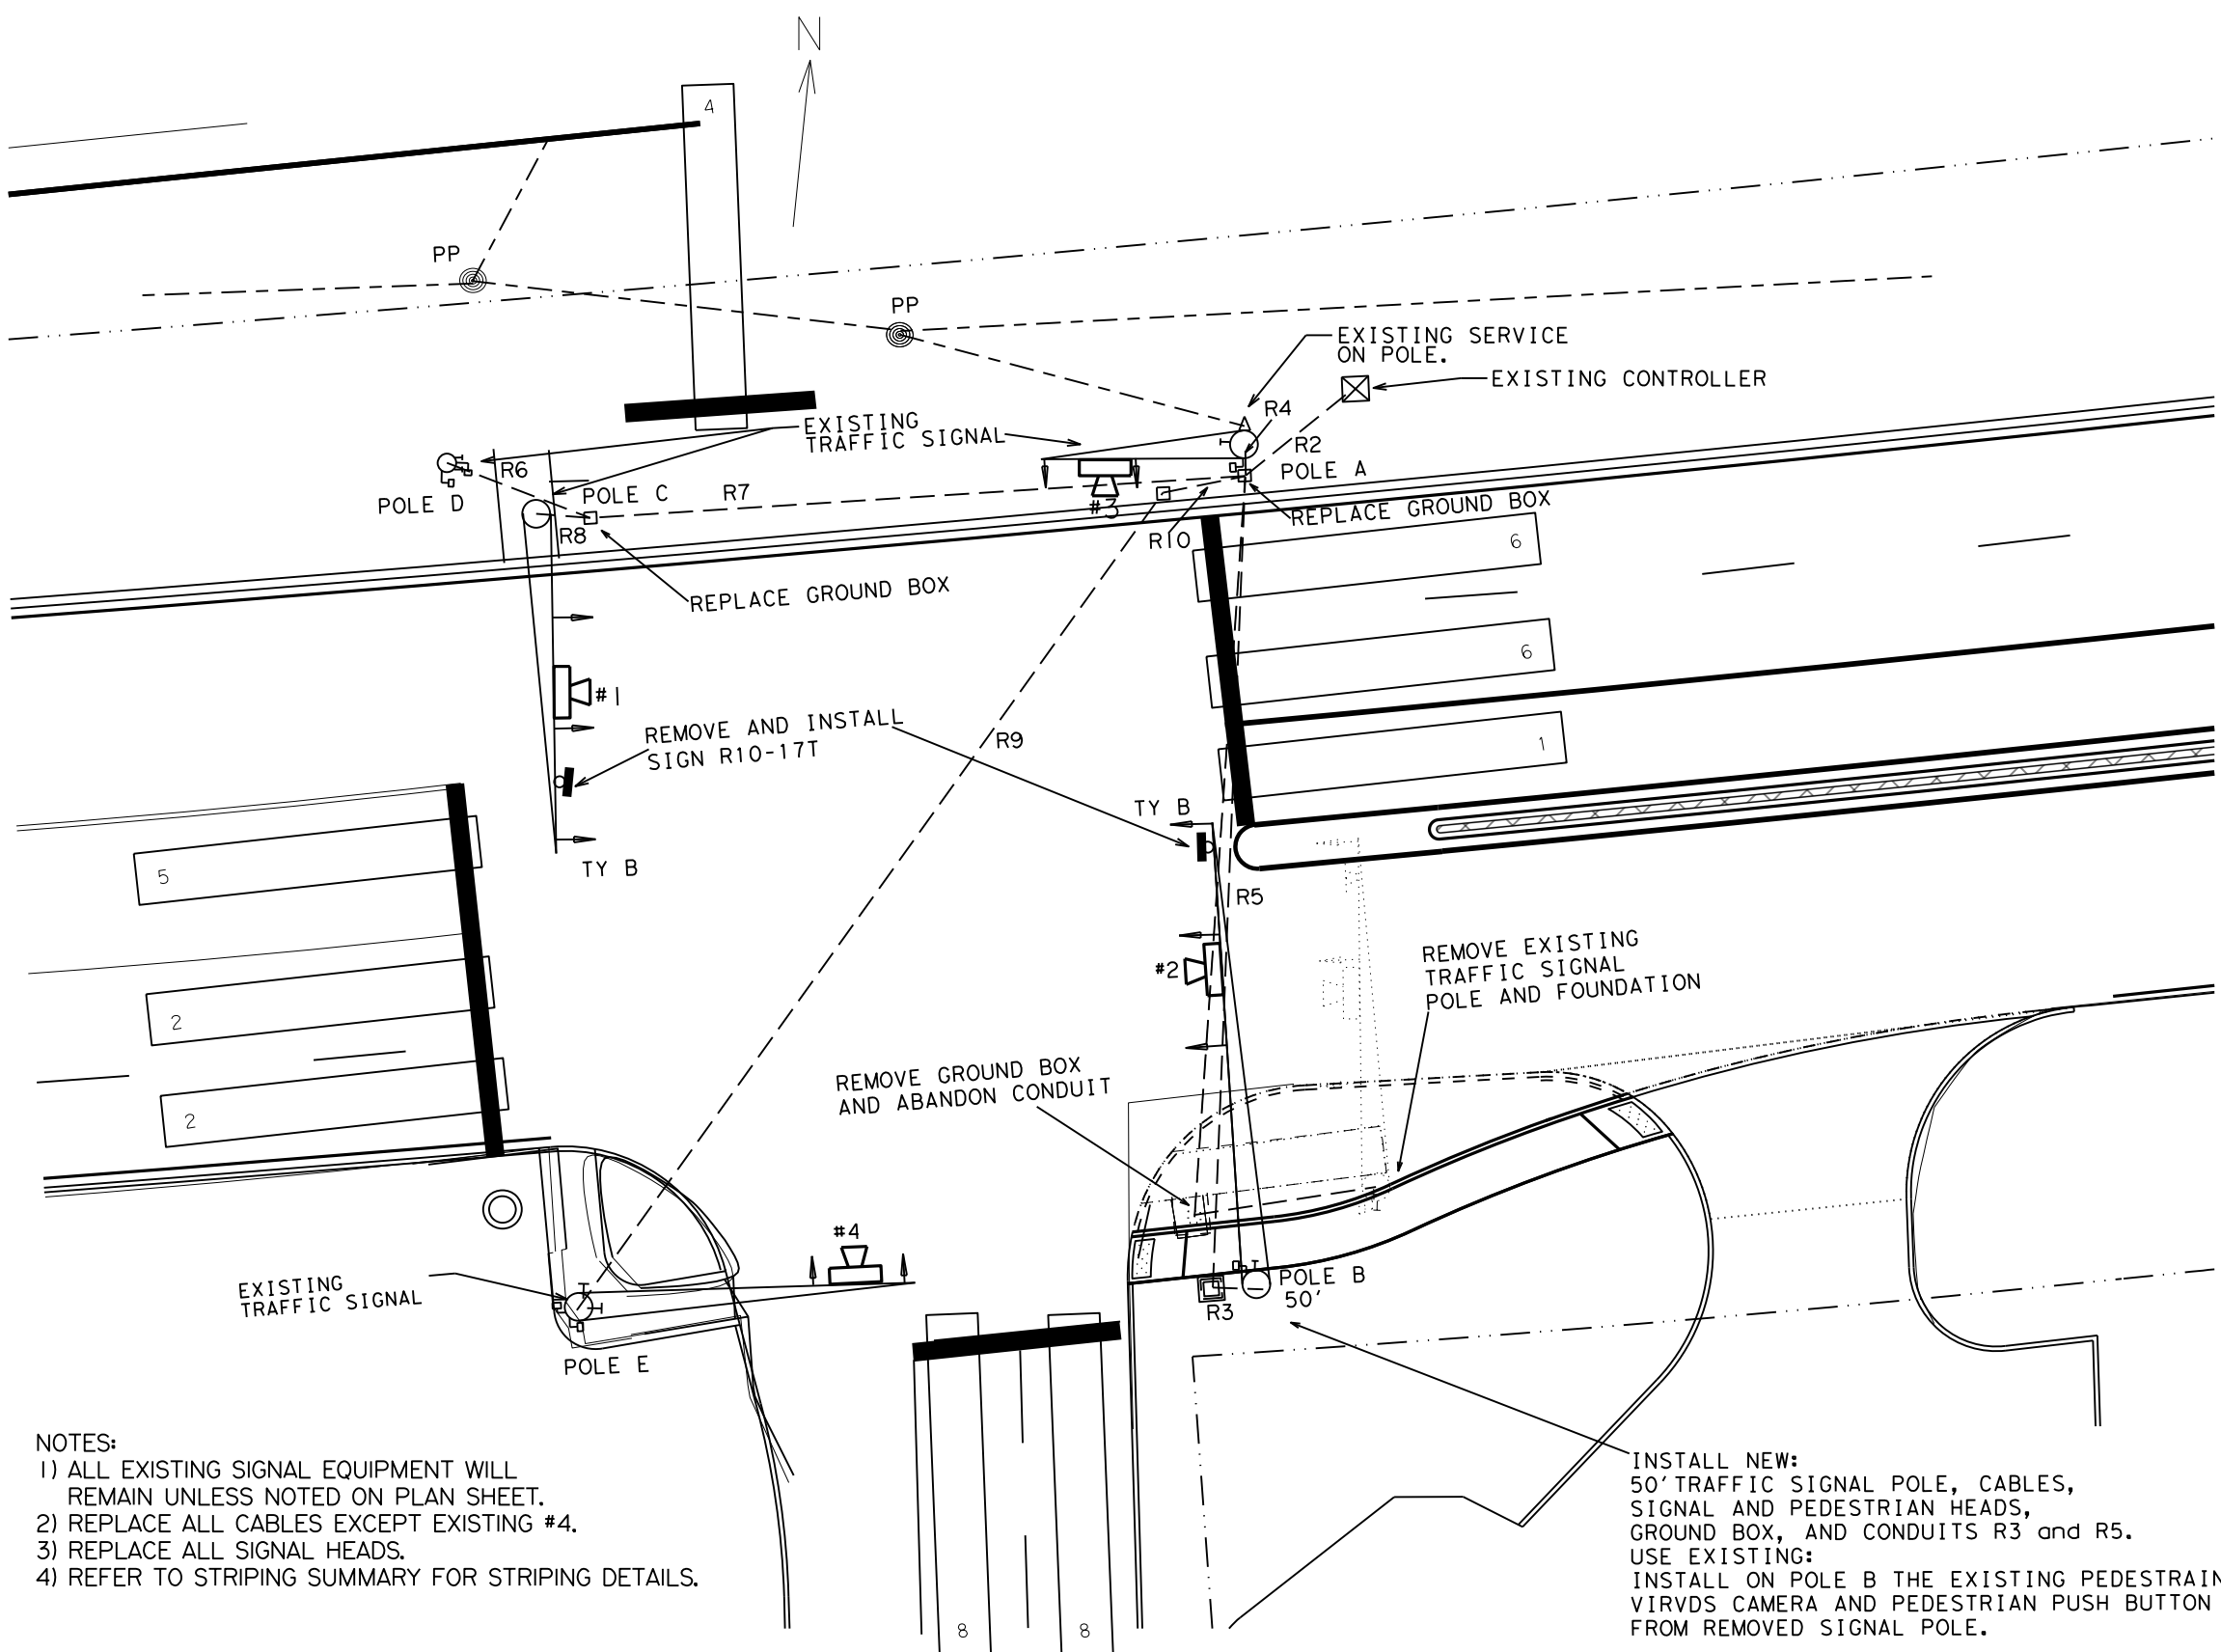 N
4
PP
PP
EXISTING SERVICE
ON POLE.
EXISTING CONTROLLER
R4
R2
EXISTING
TRAFFIC SIGNAL
POLE A
R6
POLE D
POLE C
R7
#3
REPLACE GROUND BOX
R8
R10
6
REPLACE GROUND BOX
6
#1
REMOVE AND INSTALL
SIGN R10-17T
R9
1
TY B
TY B
5
R5
#2
REMOVE EXISTING
TRAFFIC SIGNAL
POLE AND FOUNDATION
2
REMOVE GROUND BOX
AND ABANDON CONDUIT
2
#4
EXISTING
TRAFFIC SIGNAL
POLE B
50'
R3
POLE E
NOTES:
1) ALL EXISTING SIGNAL EQUIPMENT WILL
REMAIN UNLESS NOTED ON PLAN SHEET.
2) REPLACE ALL CABLES EXCEPT EXISTING #4.
3) REPLACE ALL SIGNAL HEADS.
4) REFER TO STRIPING SUMMARY FOR STRIPING DETAILS.
8
8
INSTALL NEW:
50' TRAFFIC SIGNAL POLE, CABLES,
SIGNAL AND PEDESTRIAN HEADS,
GROUND BOX, AND CONDUITS R3 and R5.
USE EXISTING:
INSTALL ON POLE B THE EXISTING PEDESTRAIN
VIRVDS CAMERA AND PEDESTRIAN PUSH BUTTON
FROM REMOVED SIGNAL POLE.